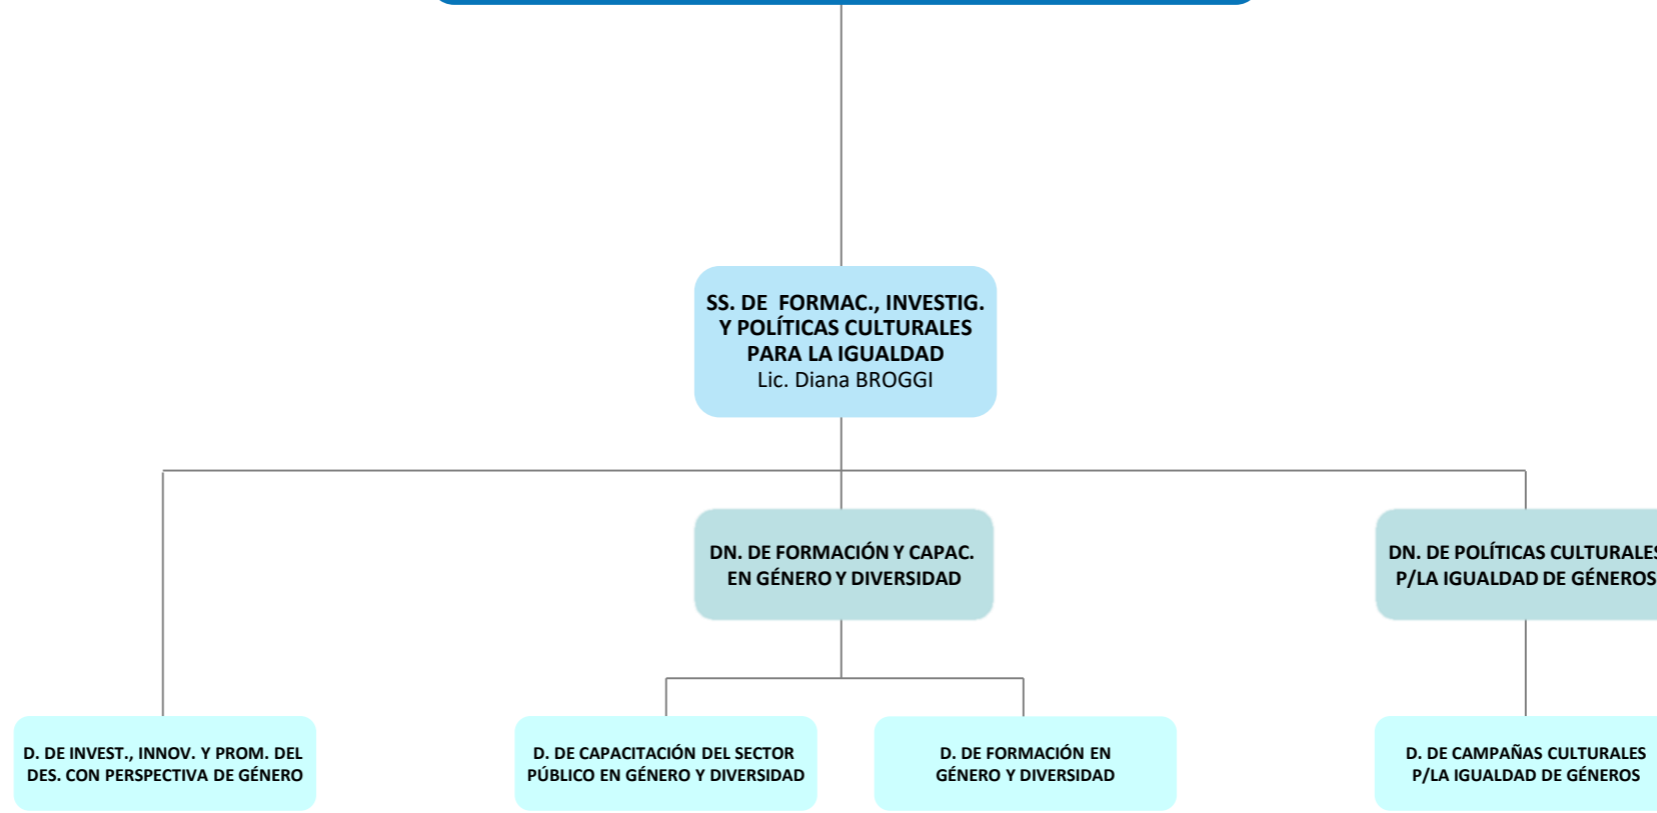 SS. DE FORMAC., INVESTIG.
Y POLÍTICAS CULTURALES
PARA LA IGUALDAD
Lic. Diana BROGGI
DN. DE FORMACIÓN Y CAPAC.
EN GÉNERO Y DIVERSIDAD
DN. DE POLÍTICAS CULTURALES
P/LA IGUALDAD DE GÉNEROS
D. DE INVEST., INNOV. Y PROM. DEL
DES. CON PERSPECTIVA DE GÉNERO
D. DE CAPACITACIÓN DEL SECTOR
PÚBLICO EN GÉNERO Y DIVERSIDAD
D. DE FORMACIÓN EN
GÉNERO Y DIVERSIDAD
D. DE CAMPAÑAS CULTURALES
P/LA IGUALDAD DE GÉNEROS